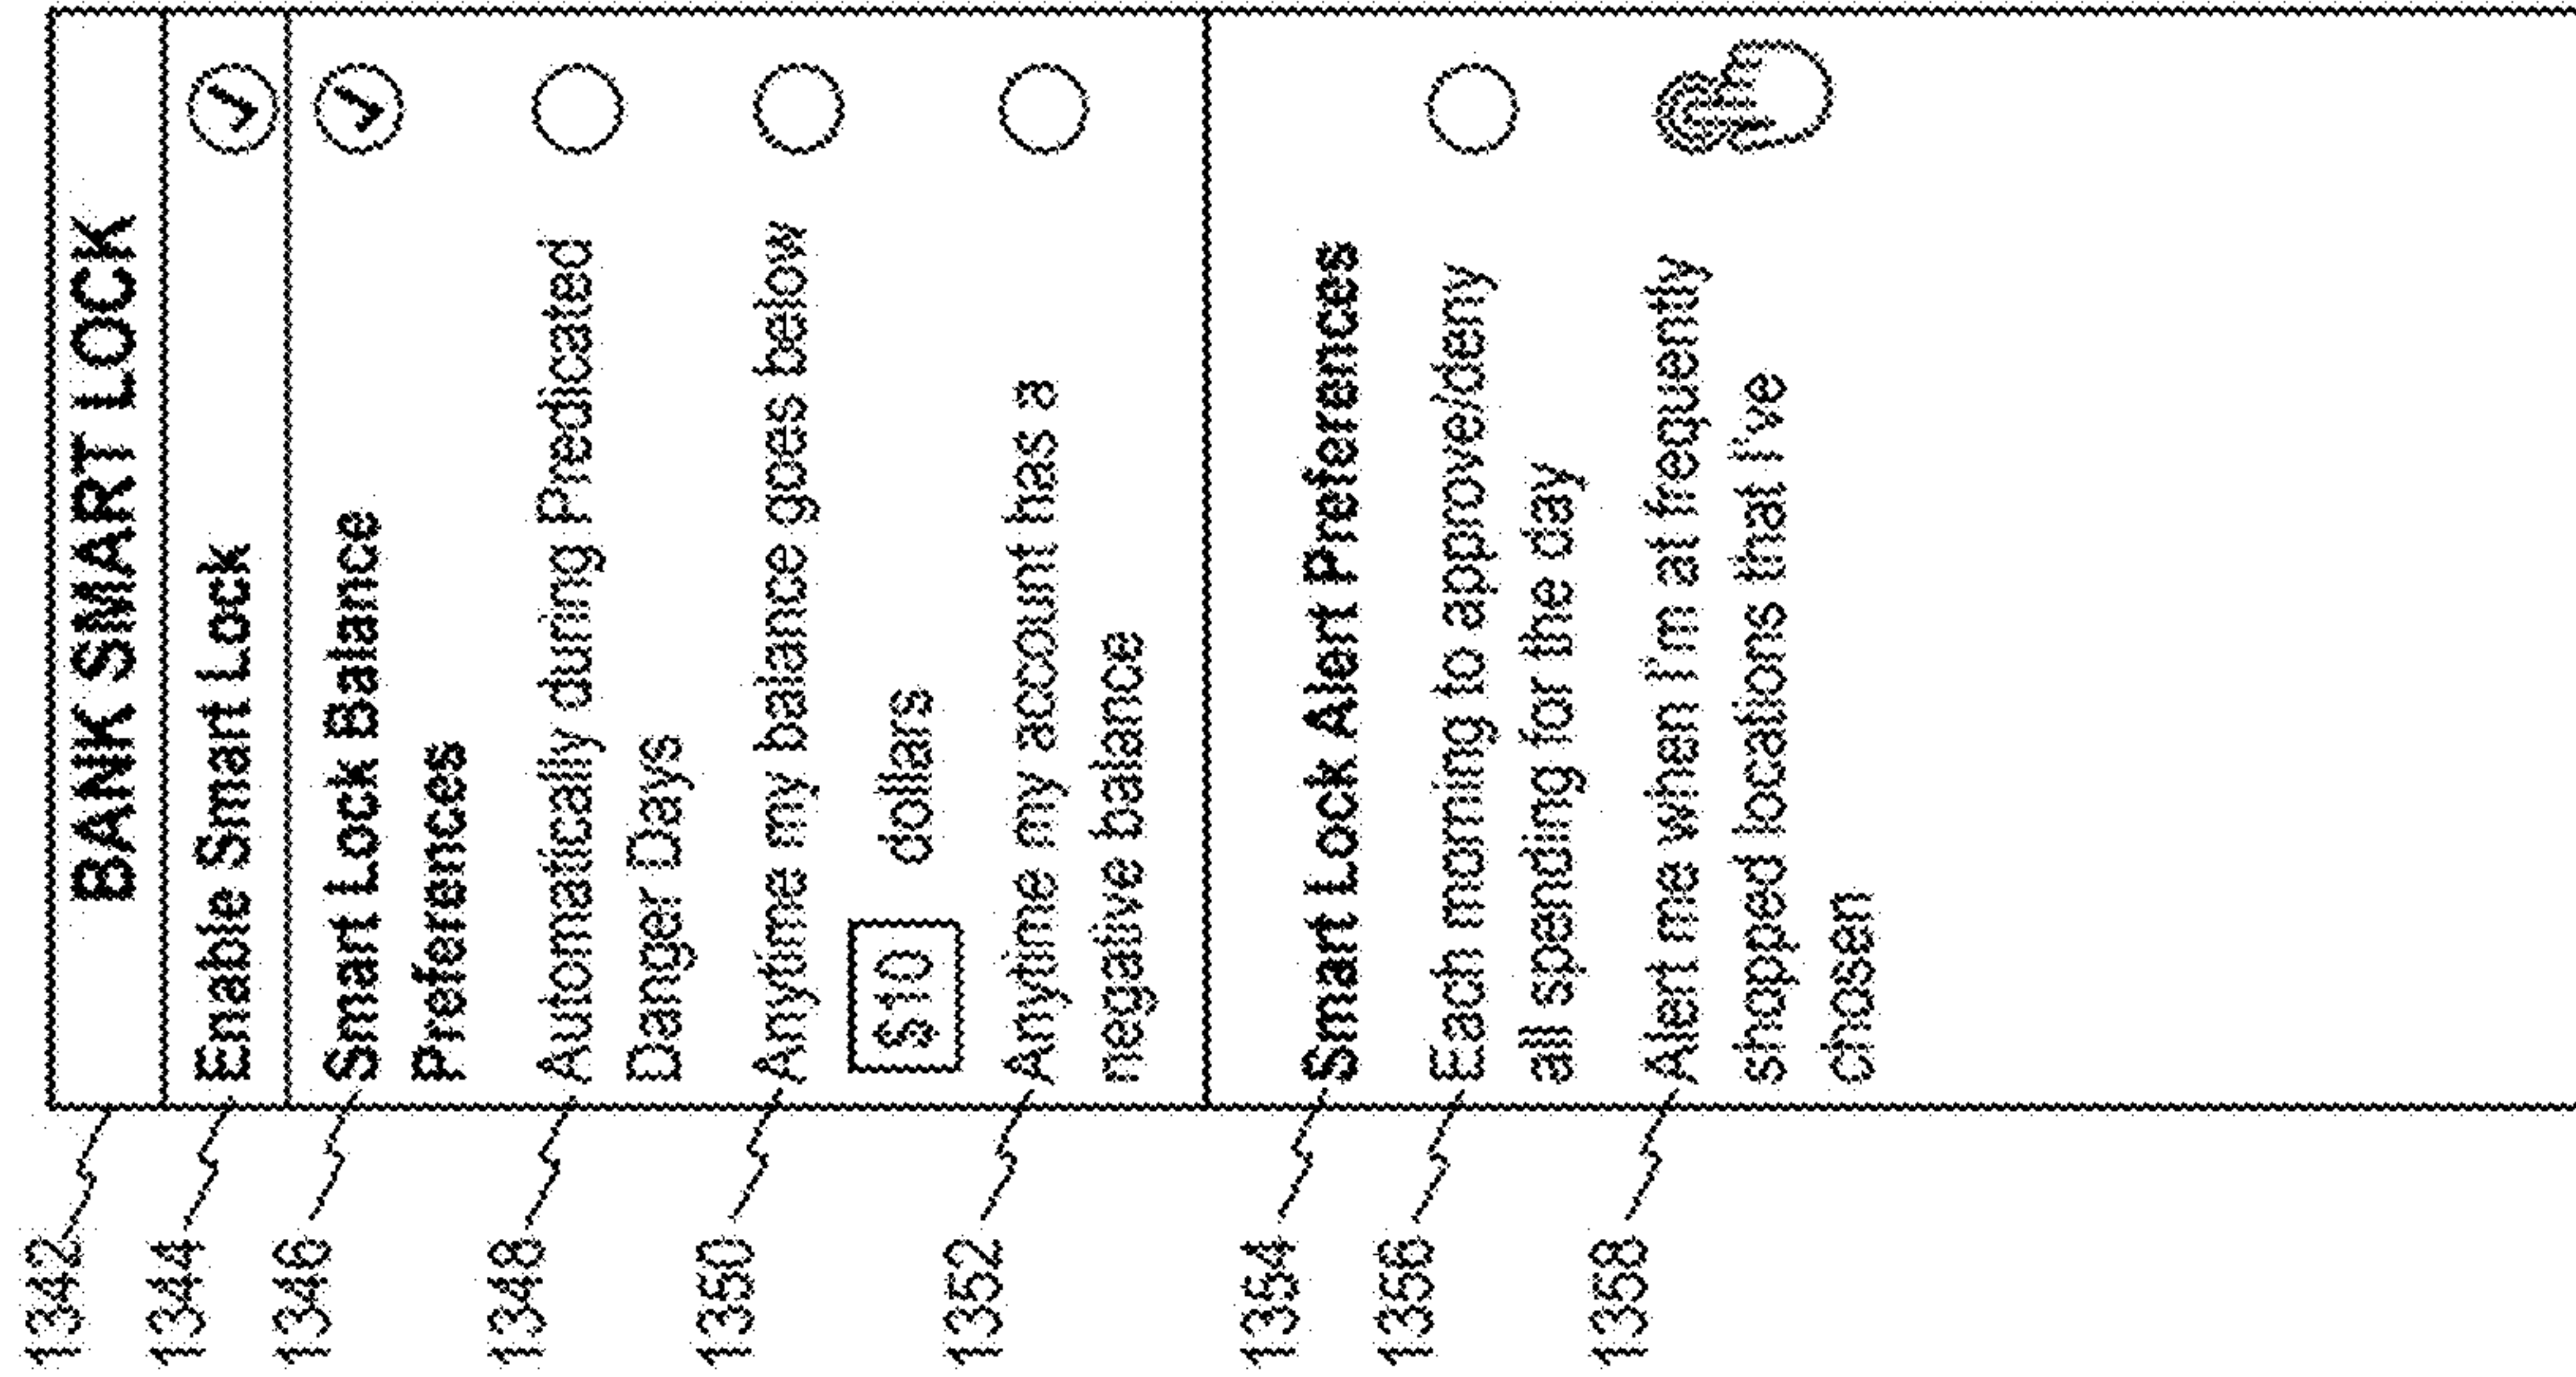 BANK SMART LOCK
1342
1344 Enable Smart Lock
1346 Smart Lock Balance
Preferences
1348 Automatically during Predicated
Danger Days
1350 Anytime my balance goes below
$10 dollars
1352 Anytime my account has a
negative balance
1354 Smart Lock Alert Preferences
1356 Each morning to approve/deny
all spending for the day
1358 Alert me when I'm at frequently
shopped locations that I've
chosen